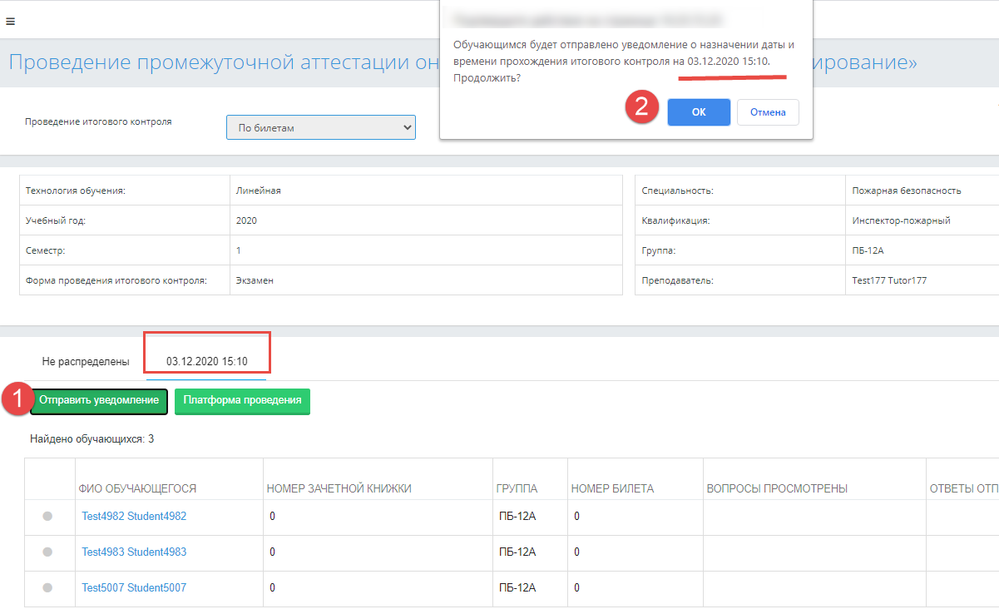 Обучающимся будет отправлено уведомление о назначении даты и
времени прохождения итогового контроля на 03.12.2020 15:10.
Продолжить?
2
ОК
Отмена
Проведение промежуточной аттестации
Проведение итогового контроля
По билетам
Технология обучения: Линейная
Учебный год: 2020
Семестр: 1
Форма проведения итогового контроля: Экзамен
Специальность: Пожарная безопасность
Квалификация: Инспектор-пожарный
Группа: ПБ-12А
Преподаватель: Test177 Tutor177
Не распределены 03.12.2020 15:10
1
Отправить уведомление Платформа проведения
Найдено обучающихся: 3
ФИО ОБУЧАЮЩЕГОСЯ НОМЕР ЗАЧЕТНОЙ КНИЖКИ ГРУППА НОМЕР БИЛЕТА ВОПРОСЫ ПРОСМОТРЕНЫ ОТВЕТЫ
Test4982 Student4982 0 ПБ-12А 0
Test4983 Student4983 0 ПБ-12А 0
Test5007 Student5007 0 ПБ-12А 0